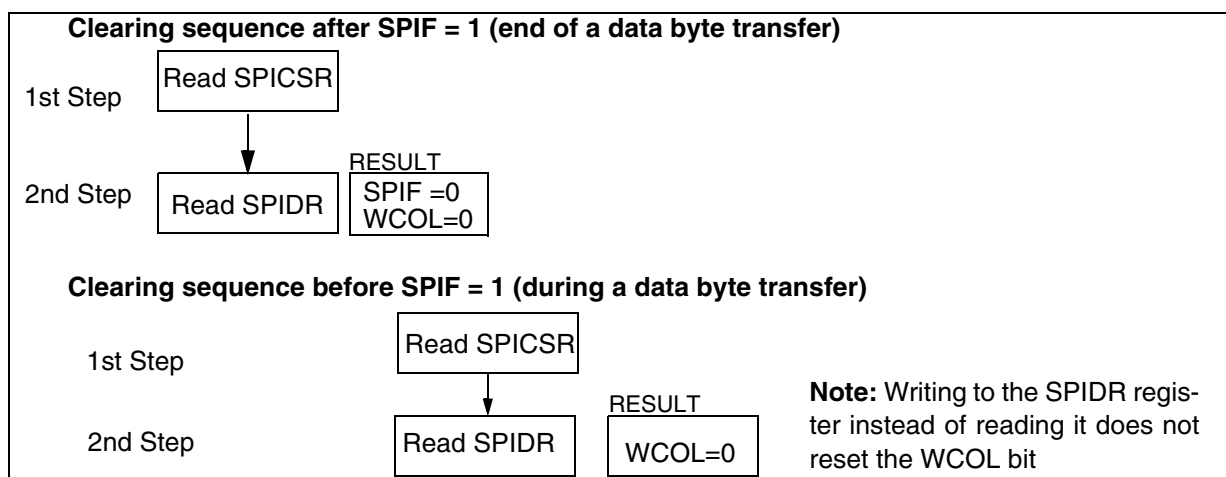 Clearing sequence after SPIF = 1 (end of a data byte transfer)
1st Step
Read SPICSR
RESULT
2nd Step
Read SPIDR
SPIF =0
WCOL=0
Clearing sequence before SPIF = 1 (during a data byte transfer)
1st Step
Read SPICSR
RESULT
2nd Step
Read SPIDR
WCOL=0
Note: Writing to the SPIDR regis-
ter instead of reading it does not
reset the WCOL bit